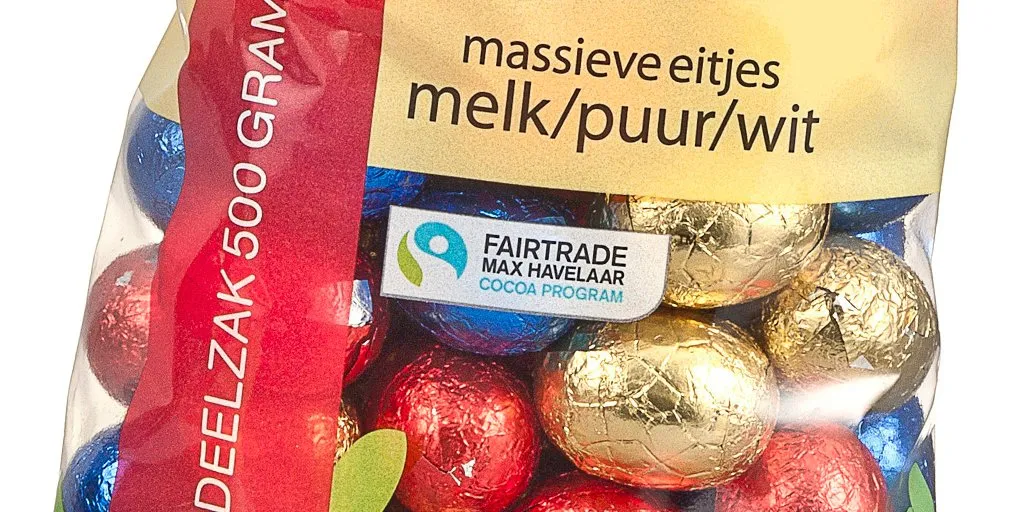 massieve eitjes
melk/puur/wit
DEELZAK 500 GRAM
FAIRTRADE
MAX HAVELAAR
COCOA PROGRAM